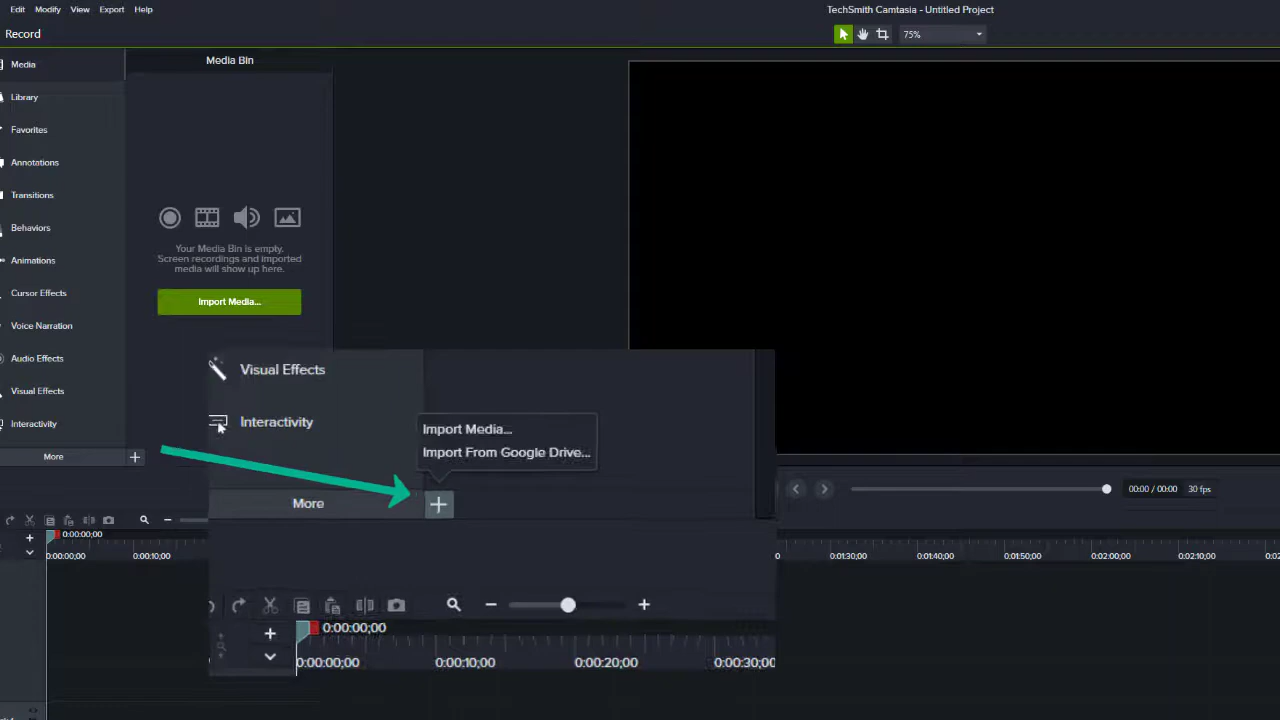 Edit Modify View Export Help
TechSmith Camtasia - Untitled Project
Record
75%
Media
Library
Favorites
Annotations
Transitions
Behaviors
Animations
Cursor Effects
Voice Narration
Audio Effects
Visual Effects
Interactivity
More
Media Bin
Your Media Bin is empty.
Screen recordings and imported
media will show up here.
Import Media...
Visual Effects
Interactivity
Import Media...
Import From Google Drive...
More
00:00 / 00:00 30 fps
0:00:00;00
0:00:00;00 0:00:10;00
0:01:30;00 0:01:40;00 0:01:50;00 0:02:00;00 0:02:10;00
0:00:00;00
0:00:00;00 0:00:10;00 0:00:20;00 0:00:30;00